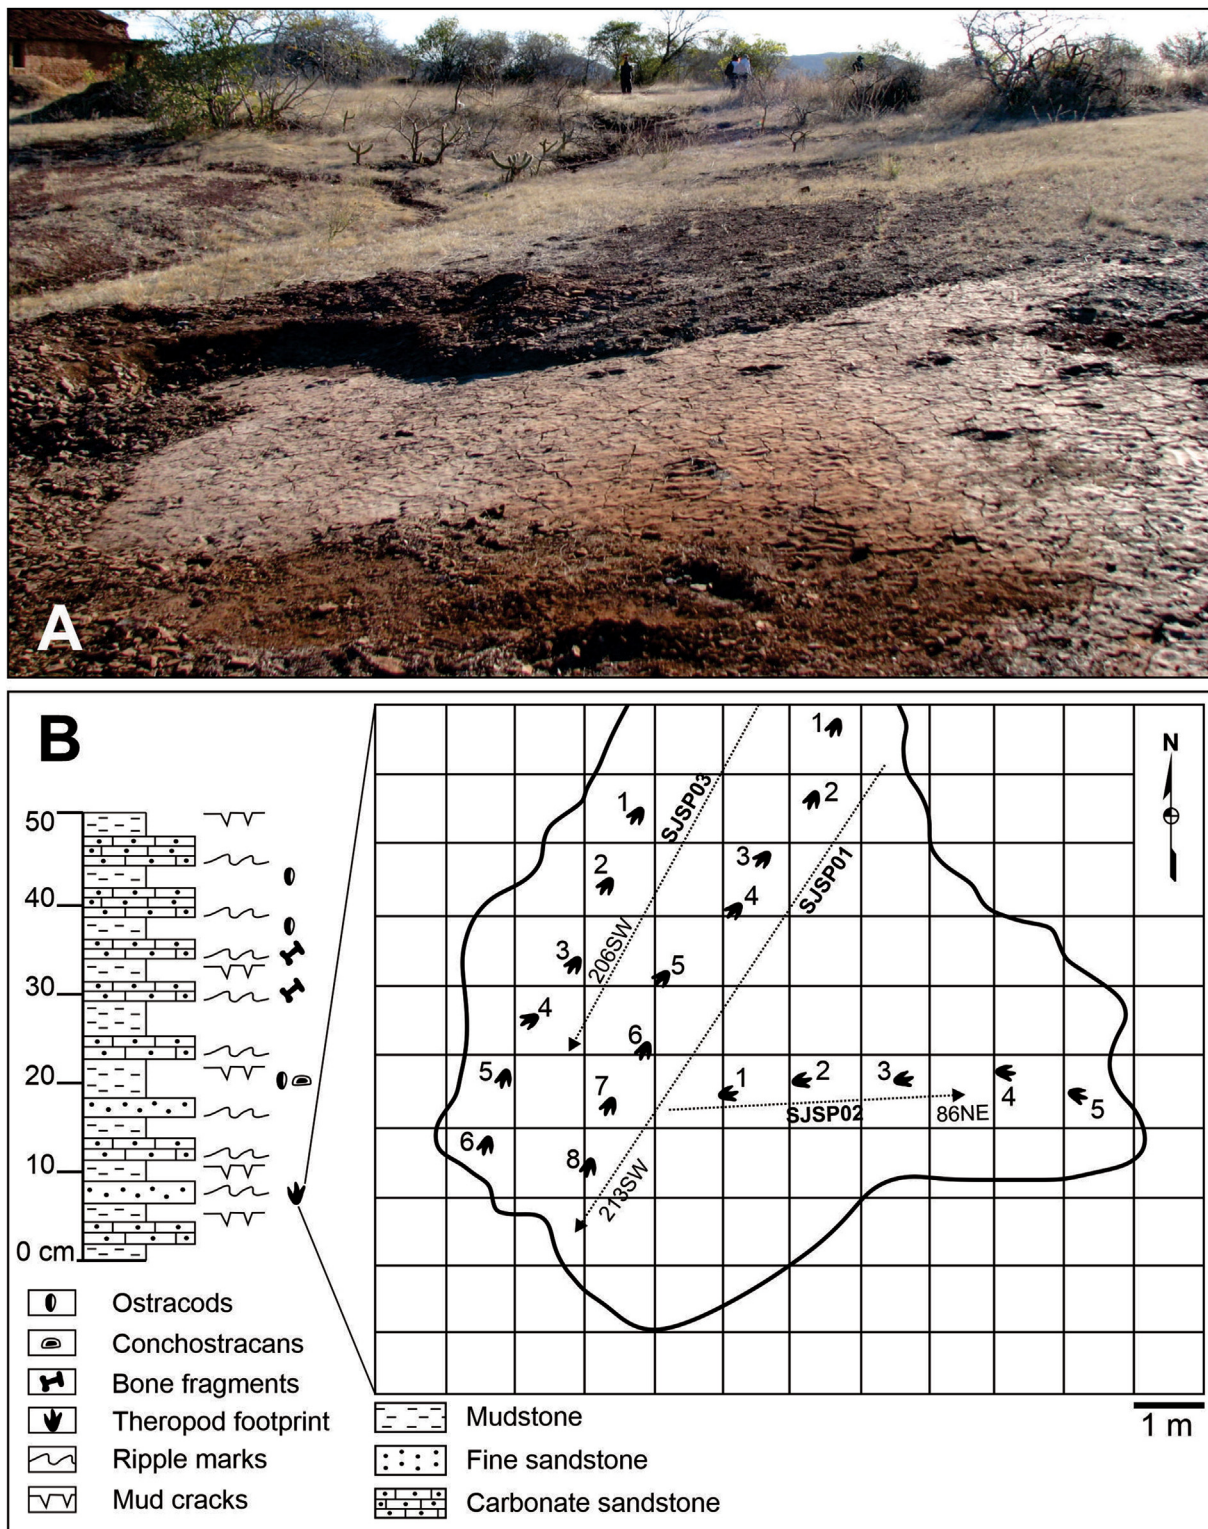 A
B
50
40
30
20
10
0 cm
Ostracods
Conchostracans
Bone fragments
Theropod footprint
Ripple marks
Mud cracks
Mudstone
Fine sandstone
Carbonate sandstone
N
1
2
3
4
5
6
7
8
SJSP01
213SW
1
2
3
4
5
6
SJSP03
206SW
1
2
3
4
5
SJSP02
86NE
1 m